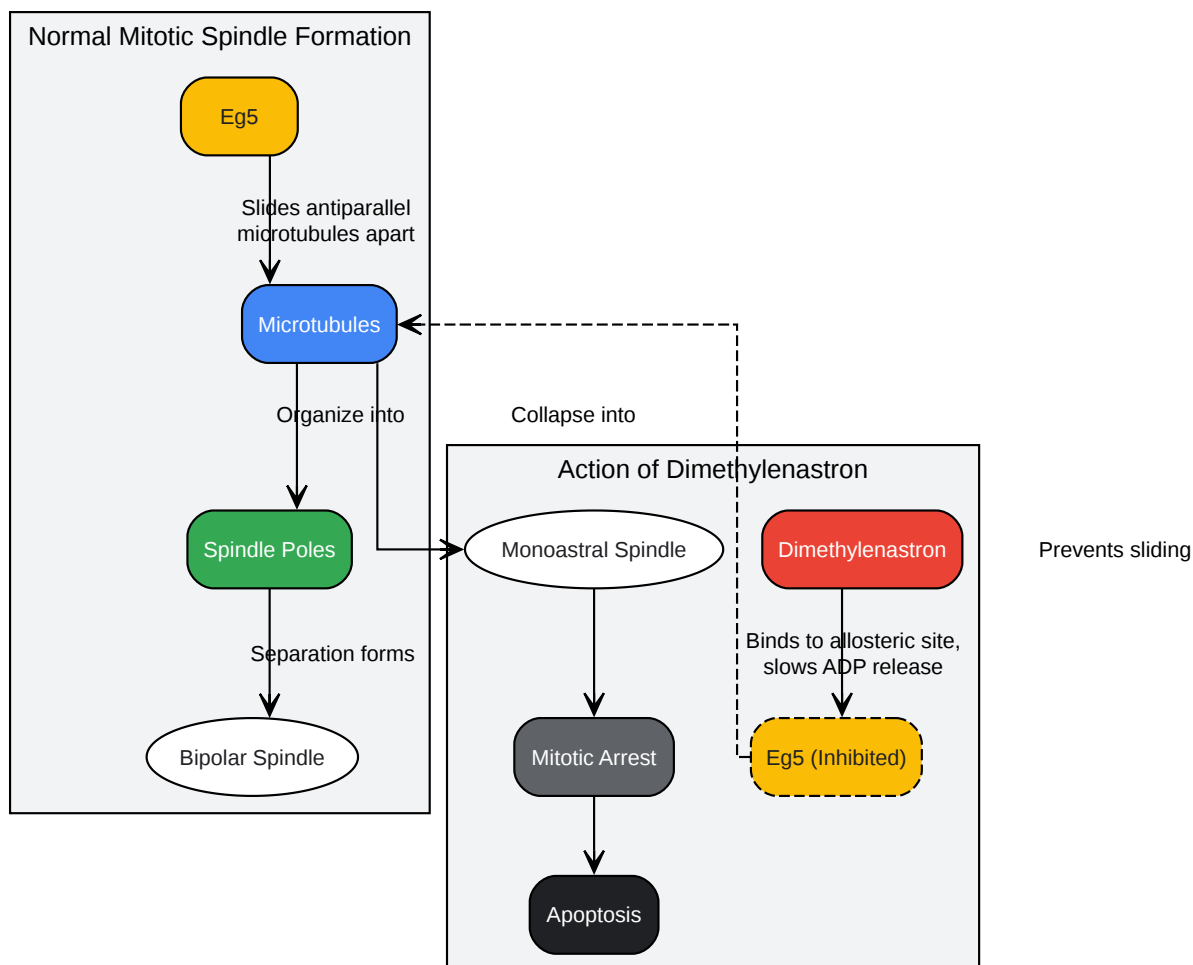 Normal Mitotic Spindle Formation
Eg5
Slides antiparallel
microtubules apart
Microtubules
Organize into
Collapse into
Action of Dimethylenastron
Spindle Poles
Monoastral Spindle
Dimethylenastron
Prevents sliding
Separation forms
Binds to allosteric site,
slows ADP release
Bipolar Spindle
Mitotic Arrest
Eg5 (Inhibited)
Apoptosis